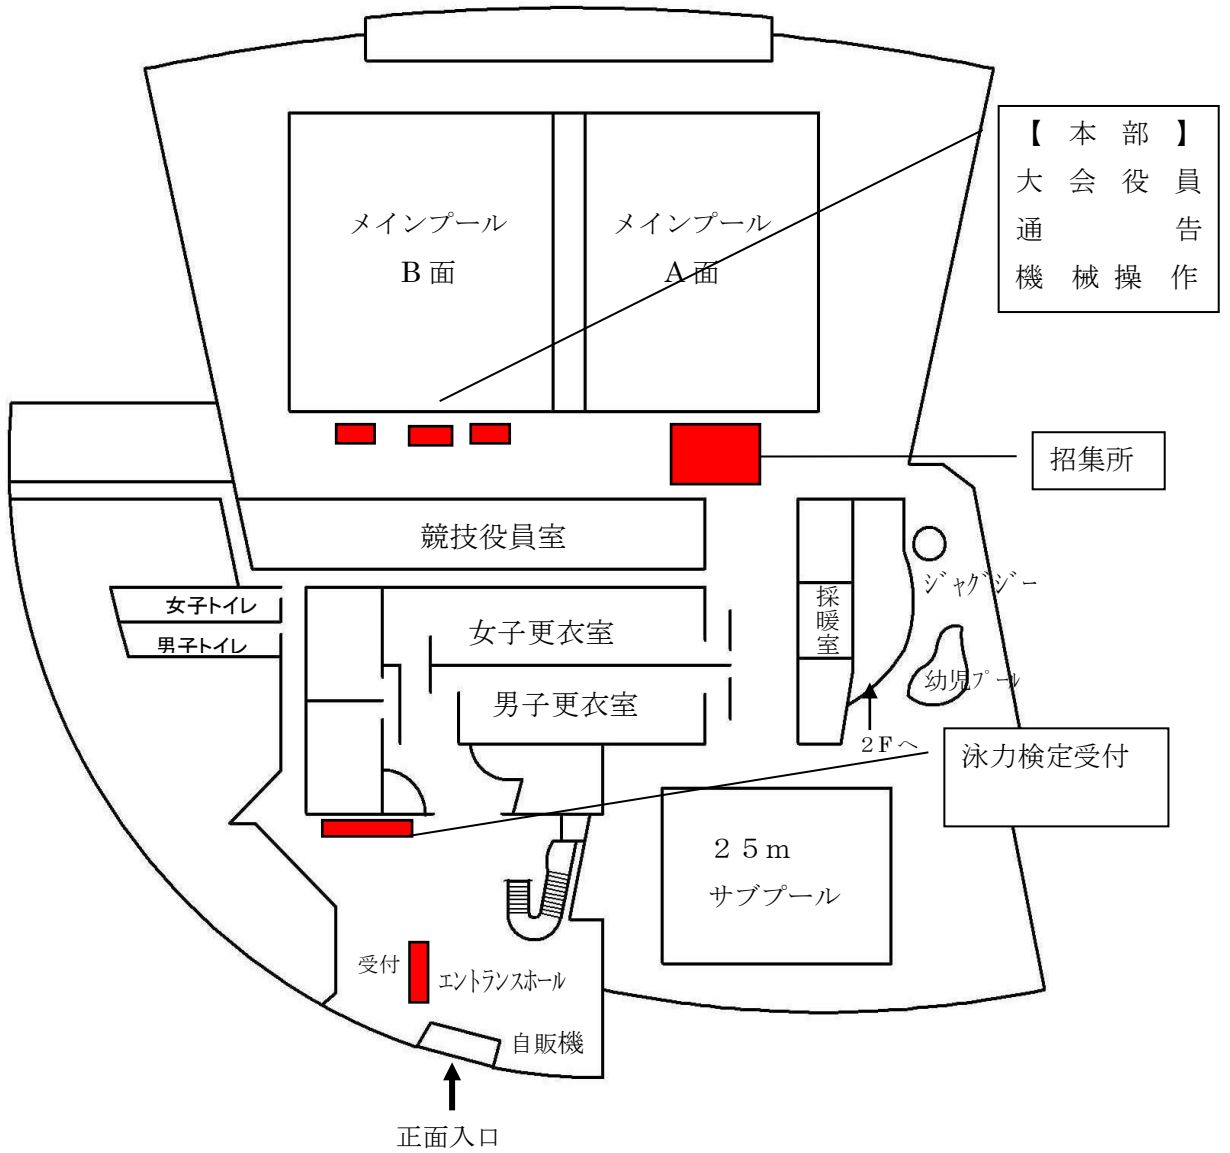 【本部】
大会役員
通告
機械操作
メインプール
B面
メインプール
A面
招集所
競技役員室
ジャグジー
女子トイレ
男子トイレ
女子更衣室
男子更衣室
採暖室
幼児プール
2Fへ
泳力検定受付
25m
サブプール
受付
エントランスホール
自販機
正面入口